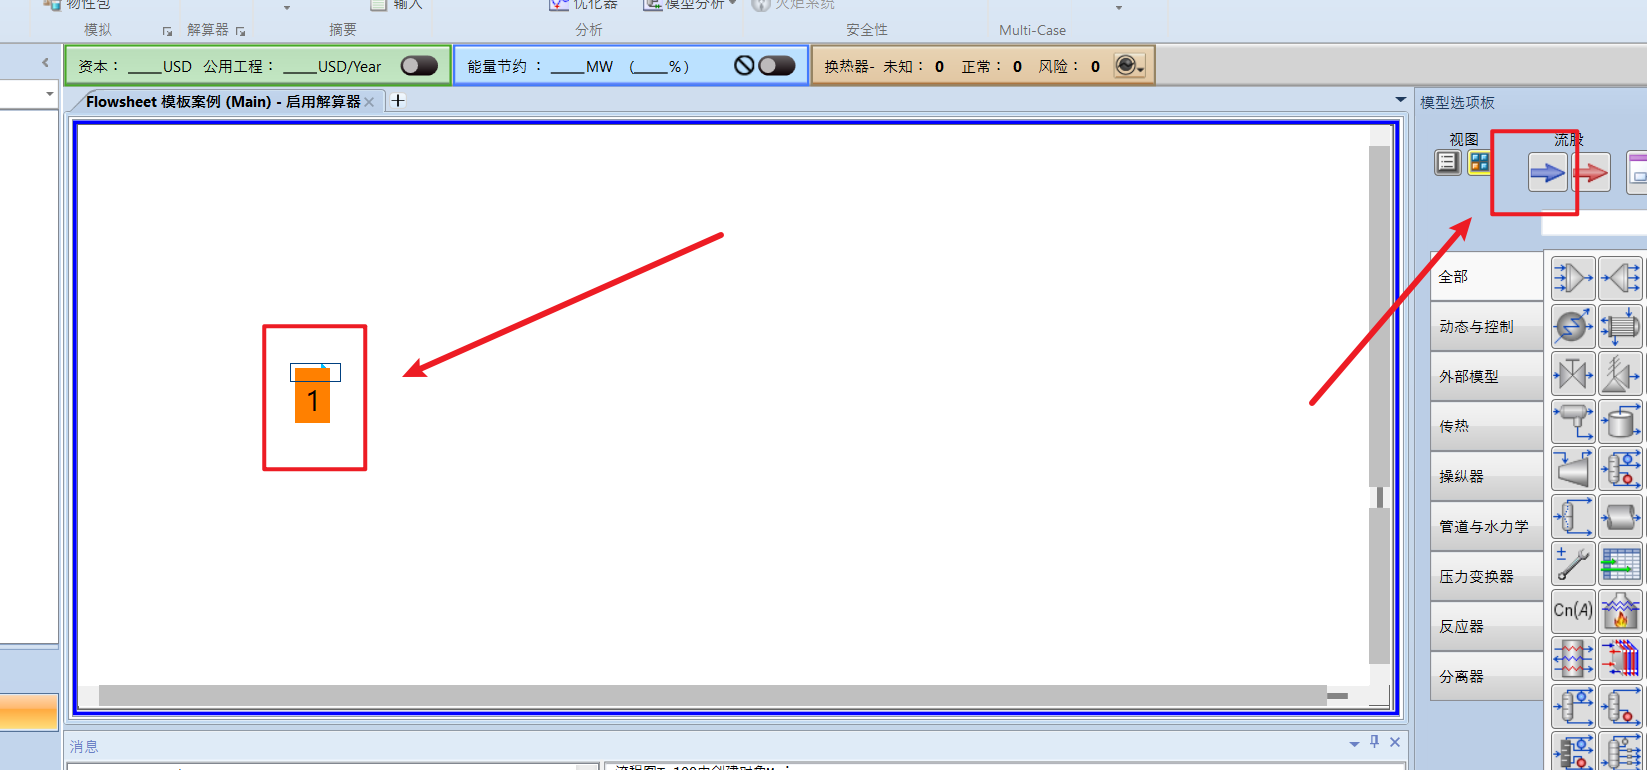 物性包
输入
优化器
模型分析
火炬系统
模拟
解算器
摘要
分析
安全性
Multi-Case
资本： ____USD 公用工程： ____USD/Year
能量节约 ： ____MW (____% )
换热器- 未知： 0 正常： 0 风险： 0
Flowsheet 模板案例 (Main) - 启用解算器
模型选项板
视图
流股
1
全部
动态与控制
外部模型
传热
操纵器
管道与水力学
压力变换器
反应器
分离器
Cn(A)
消息